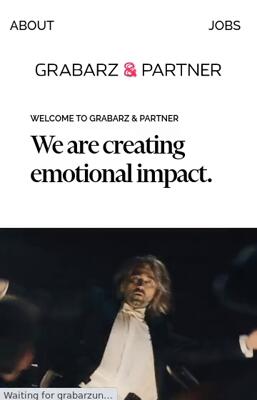 ABOUT JOBS
GRABARZ & PARTNER
WELCOME TO GRABARZ & PARTNER
We are creating
emotional impact.
Waiting for grabarzun...